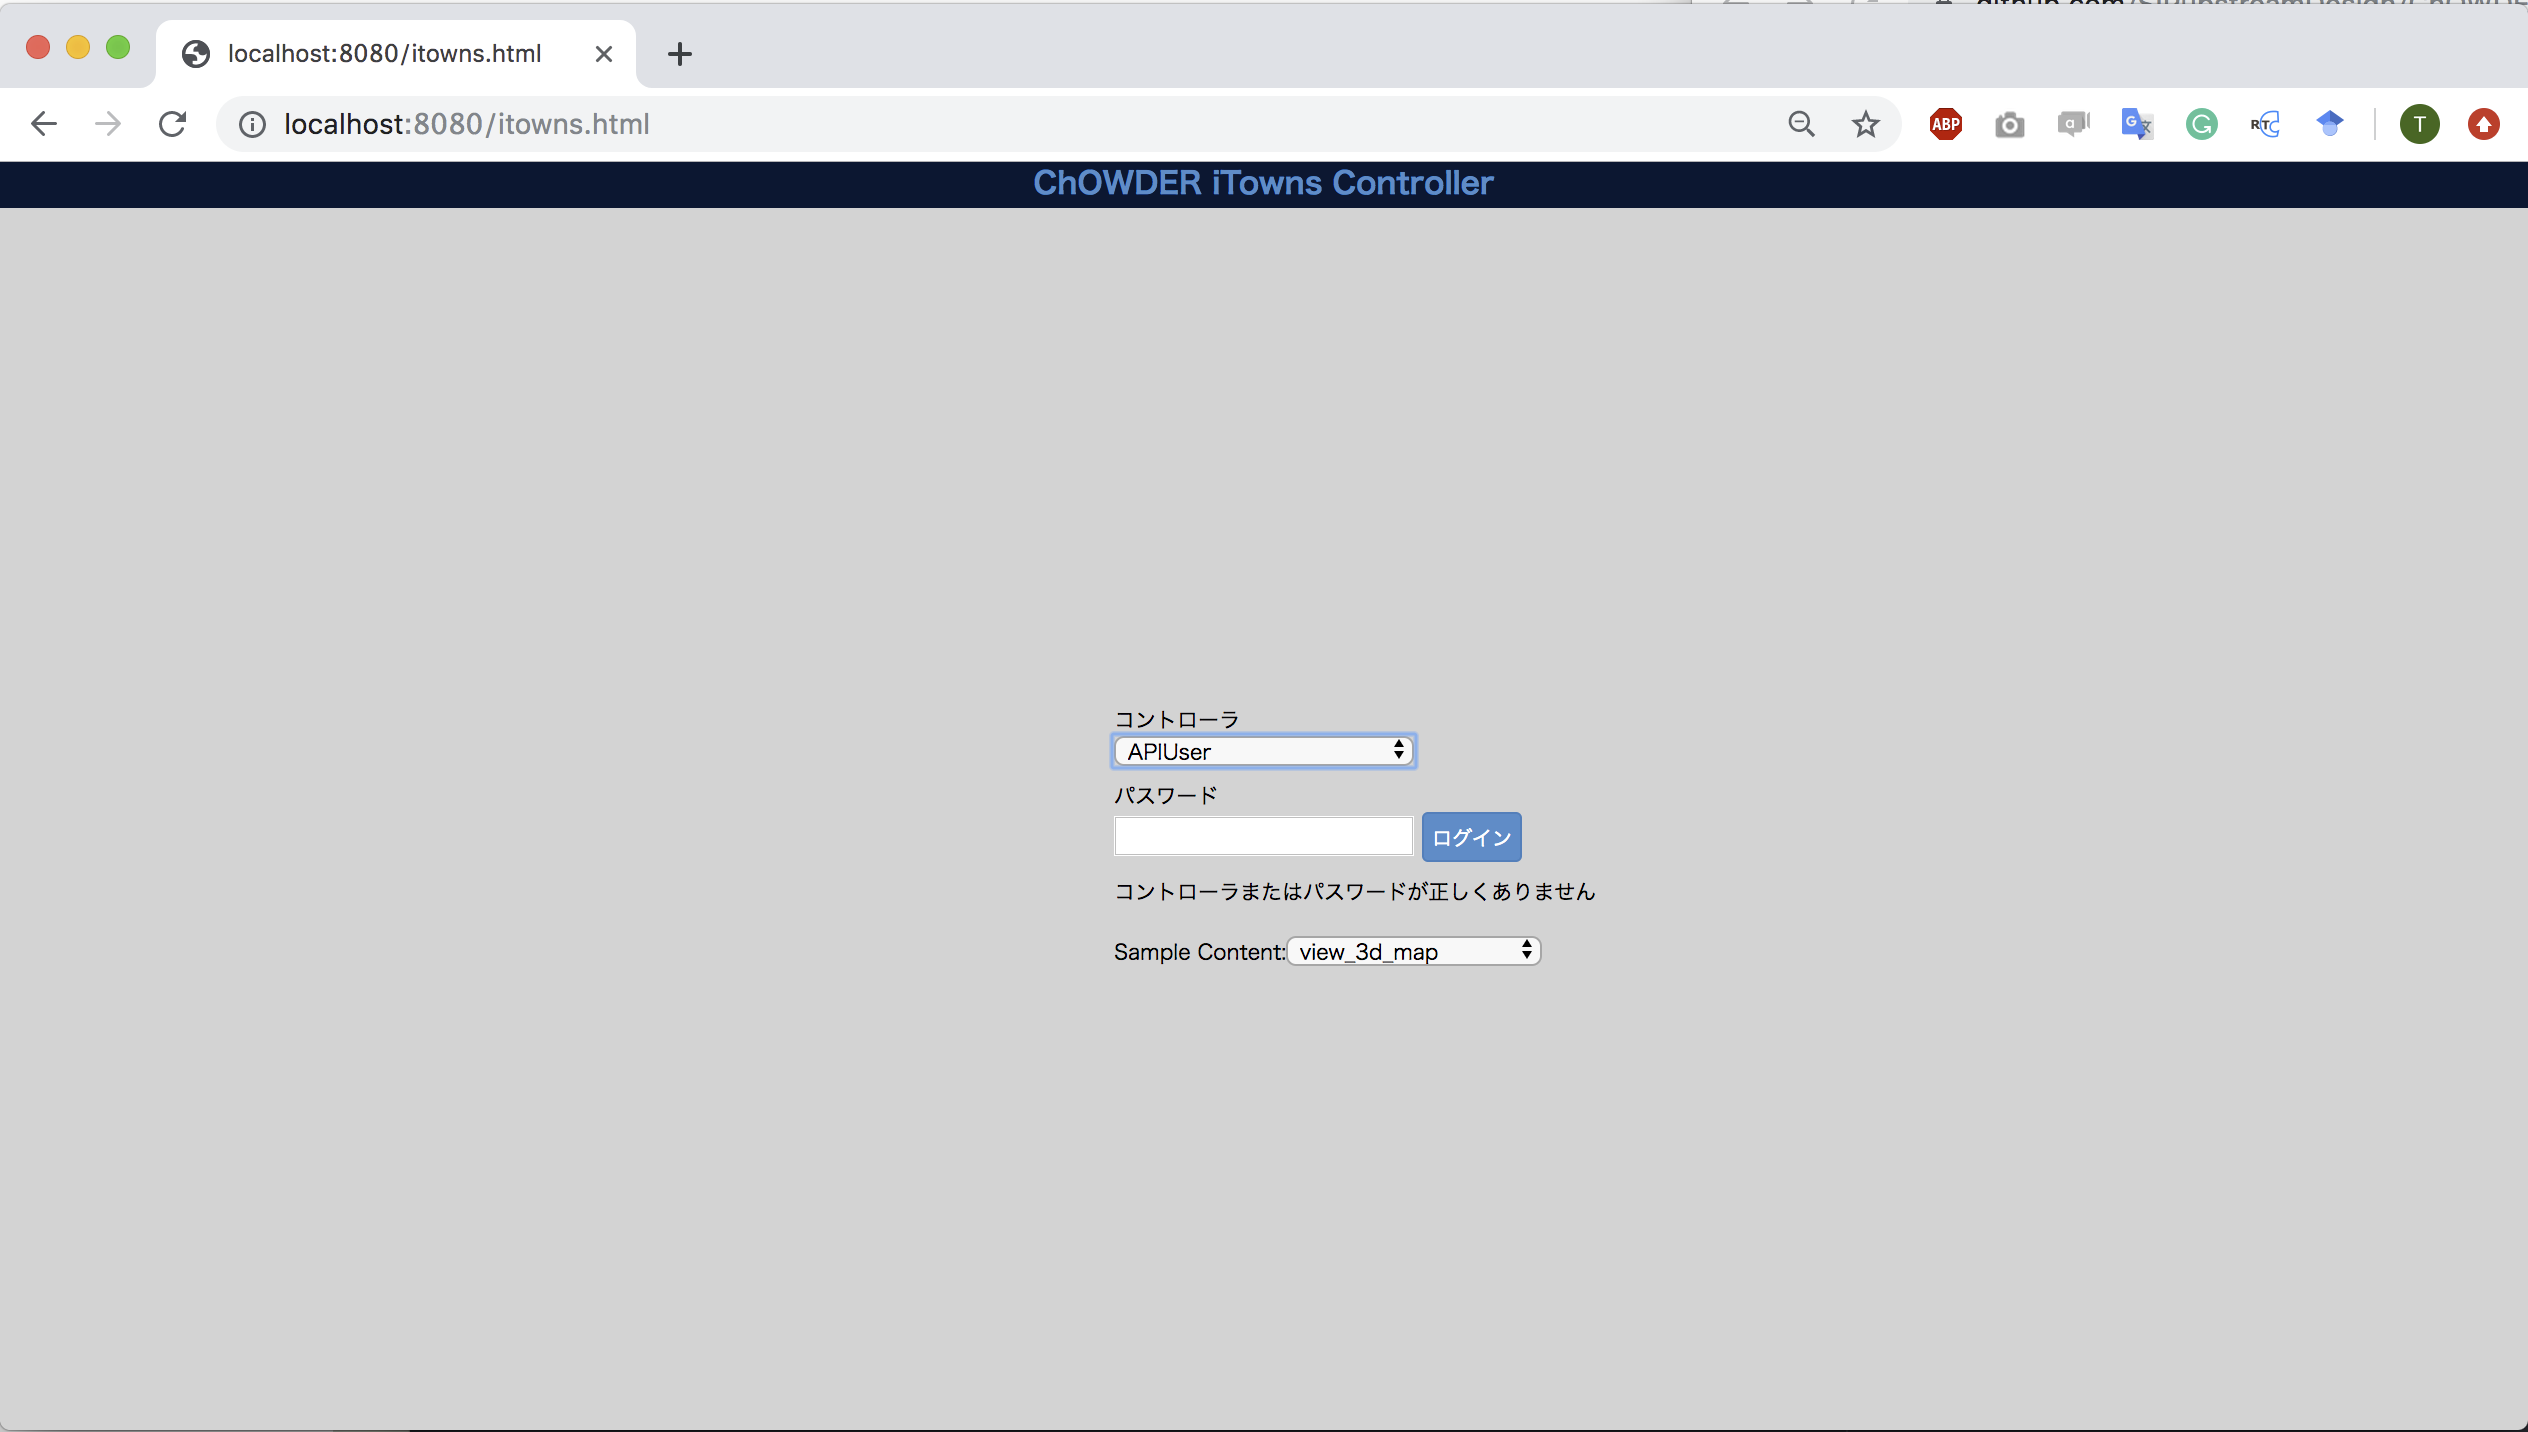 localhost:8080/itowns.html
localhost:8080/itowns.html
ABP
a
G
G
RTC
T
ChOWDER iTowns Controller
コントローラ
APIUser
パスワード
ログイン
コントローラまたはパスワードが正しくありません
Sample Content: view_3d_map